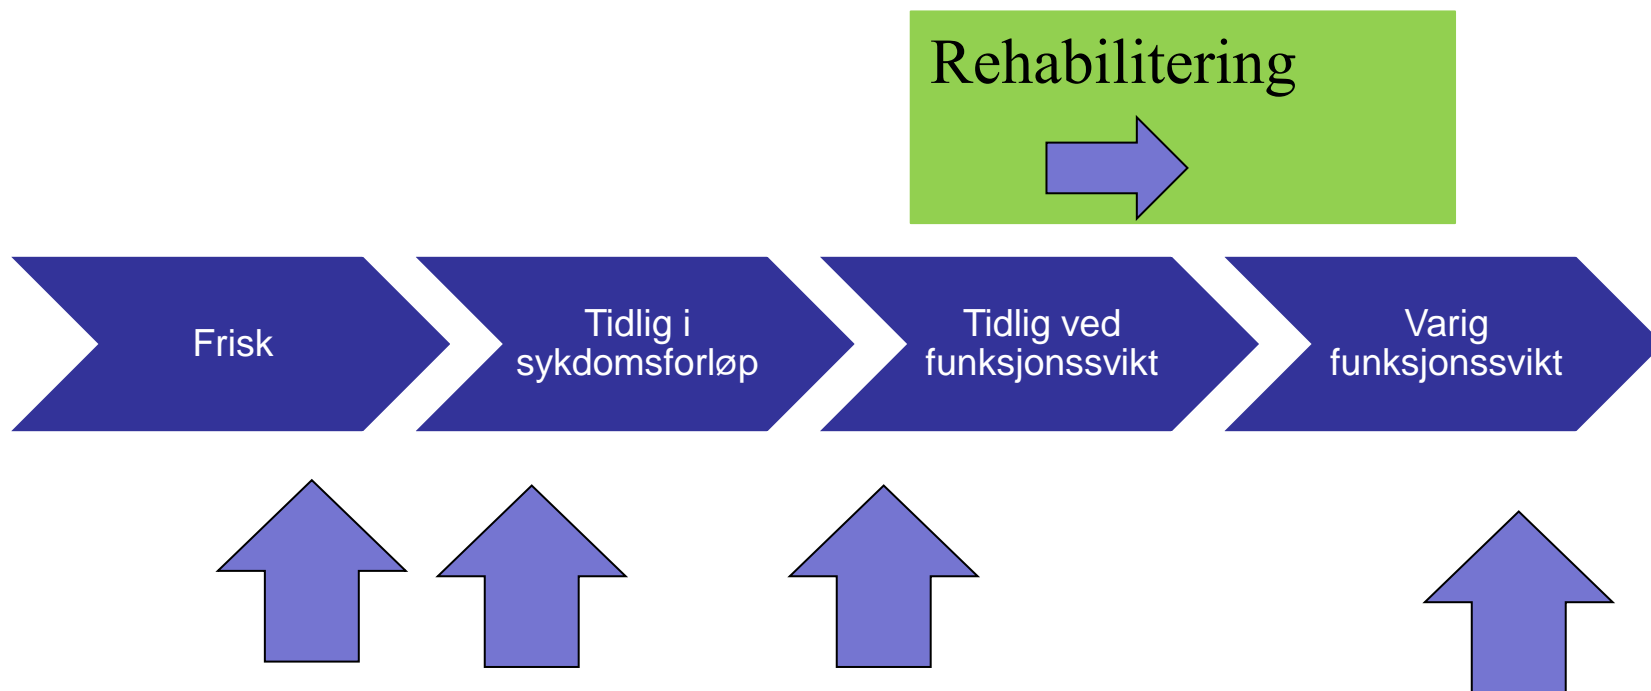 Rehabilitering
Frisk
Tidlig i
sykdomsforløp
Tidlig ved
funksjonssvikt
Varig
funksjonssvikt